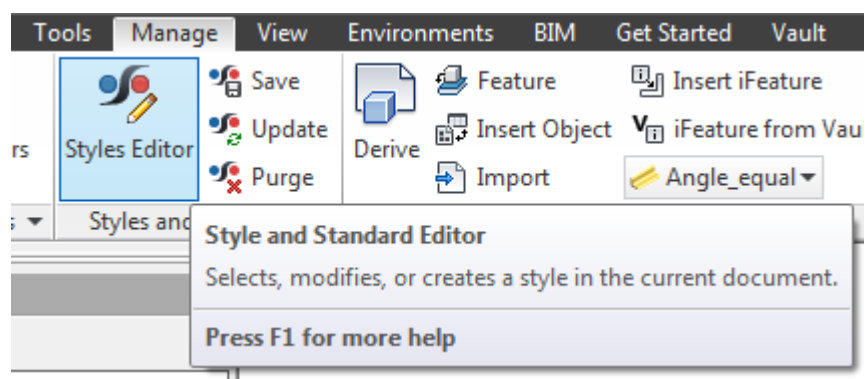 Tools Manage View Environments BIM Get Started Vault
Save Feature Insert iFeature
rs Styles Editor Update Derive Insert Object iFeature from Vau
Purge Import Angle_equal
Styles and
Style and Standard Editor
Selects, modifies, or creates a style in the current document.
Press F1 for more help